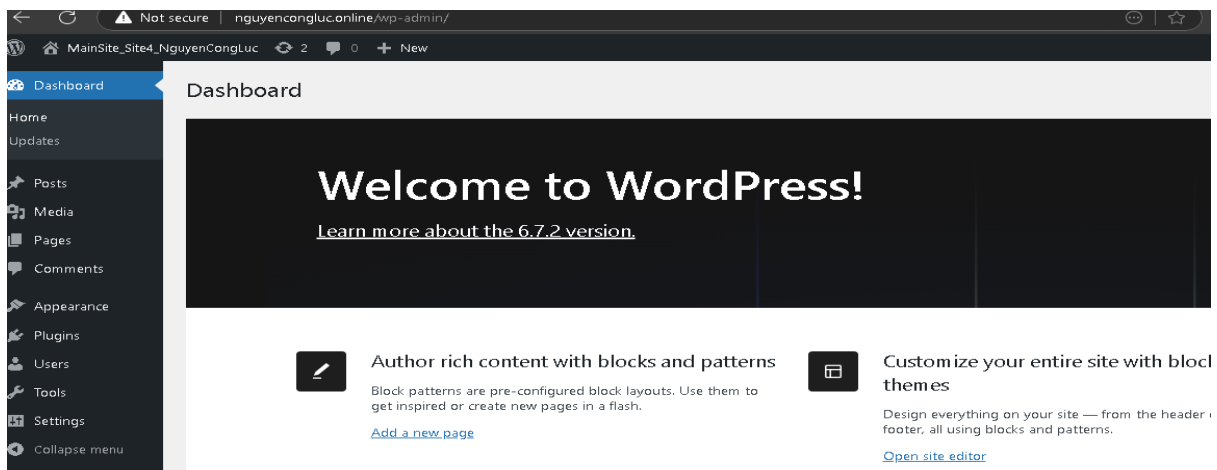 Not secure nguyencongluc.online/wp-admin/
MainSite_Site4_NguyenCongLuc 2 0 New
Dashboard
Home
Updates
Posts
Media
Pages
Comments
Appearance
Plugins
Users
Tools
Settings
Collapse menu
Dashboard
Welcome to WordPress!
Learn more about the 6.7.2 version.
Author rich content with blocks and patterns
Block patterns are pre-configured block layouts. Use them to
get inspired or create new pages in a flash.
Add a new page
Customize your entire site with
themes
Design everything on your site — from the header
footer, all using blocks and patterns.
Open site editor